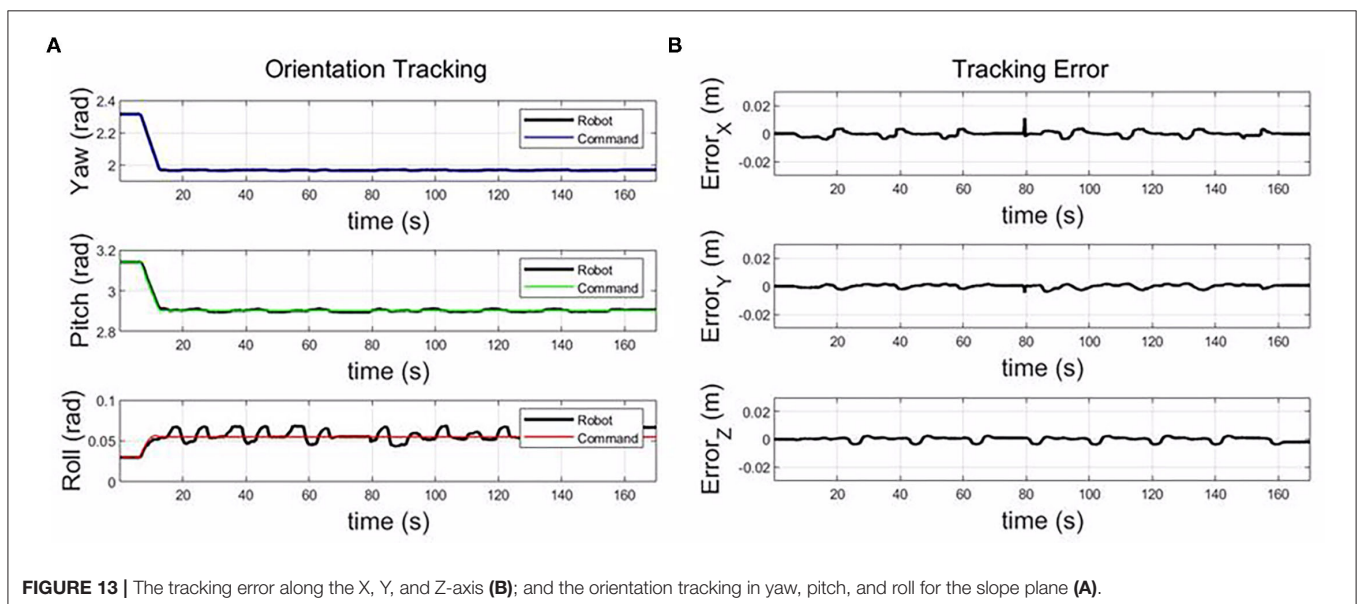 A
Orientation Tracking
Yaw (rad)
2.4
2.2
2
Robot
Command
20 40 60 80 100 120 140 160
time (s)
Pitch (rad)
3.2
3
2.8
Robot
Command
20 40 60 80 100 120 140 160
time (s)
Roll (rad)
0.1
0.05
0
Robot
Command
20 40 60 80 100 120 140 160
time (s)
B
Tracking Error
Error_X (m)
0.02
0
-0.02
20 40 60 80 100 120 140 160
time (s)
Error_Y (m)
0.02
0
-0.02
20 40 60 80 100 120 140 160
time (s)
Error_Z (m)
0.02
0
-0.02
20 40 60 80 100 120 140 160
time (s)
FIGURE 13 | The tracking error along the X, Y, and Z-axis (B); and the orientation tracking in yaw, pitch, and roll for the slope plane (A).